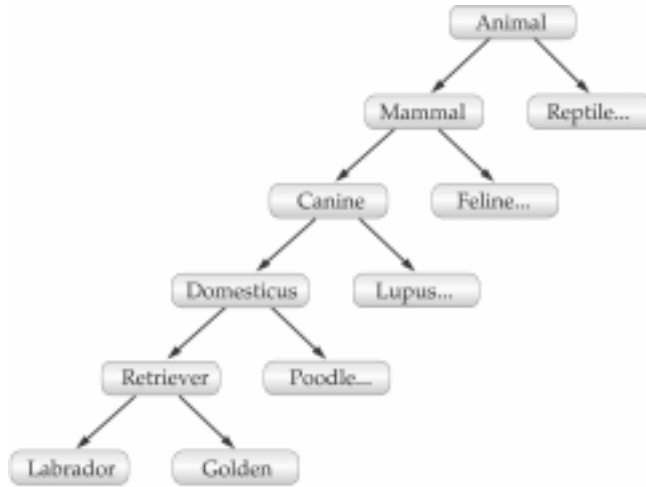 Animal
Mammal
Reptile...
Canine
Feline...
Domesticus
Lupus...
Retriever
Poodle...
Labrador
Golden